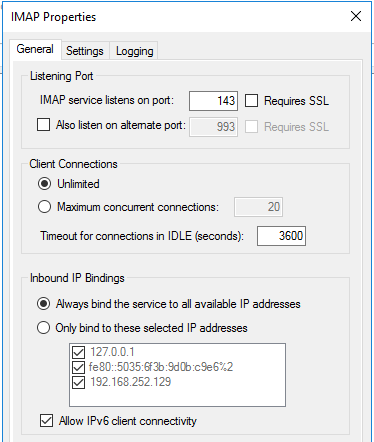 IMAP Properties
General Settings Logging
Listening Port
IMAP service listens on port: 143 Requires SSL
Also listen on alternate port: 993 Requires SSL
Client Connections
Unlimited
Maximum concurrent connections: 20
Timeout for connections in IDLE (seconds): 3600
Inbound IP Bindings
Always bind the service to all available IP addresses
Only bind to these selected IP addresses
127.0.0.1
fe80::5035:6f3b:9d0b:c9e6%2
192.168.252.129
Allow IPv6 client connectivity